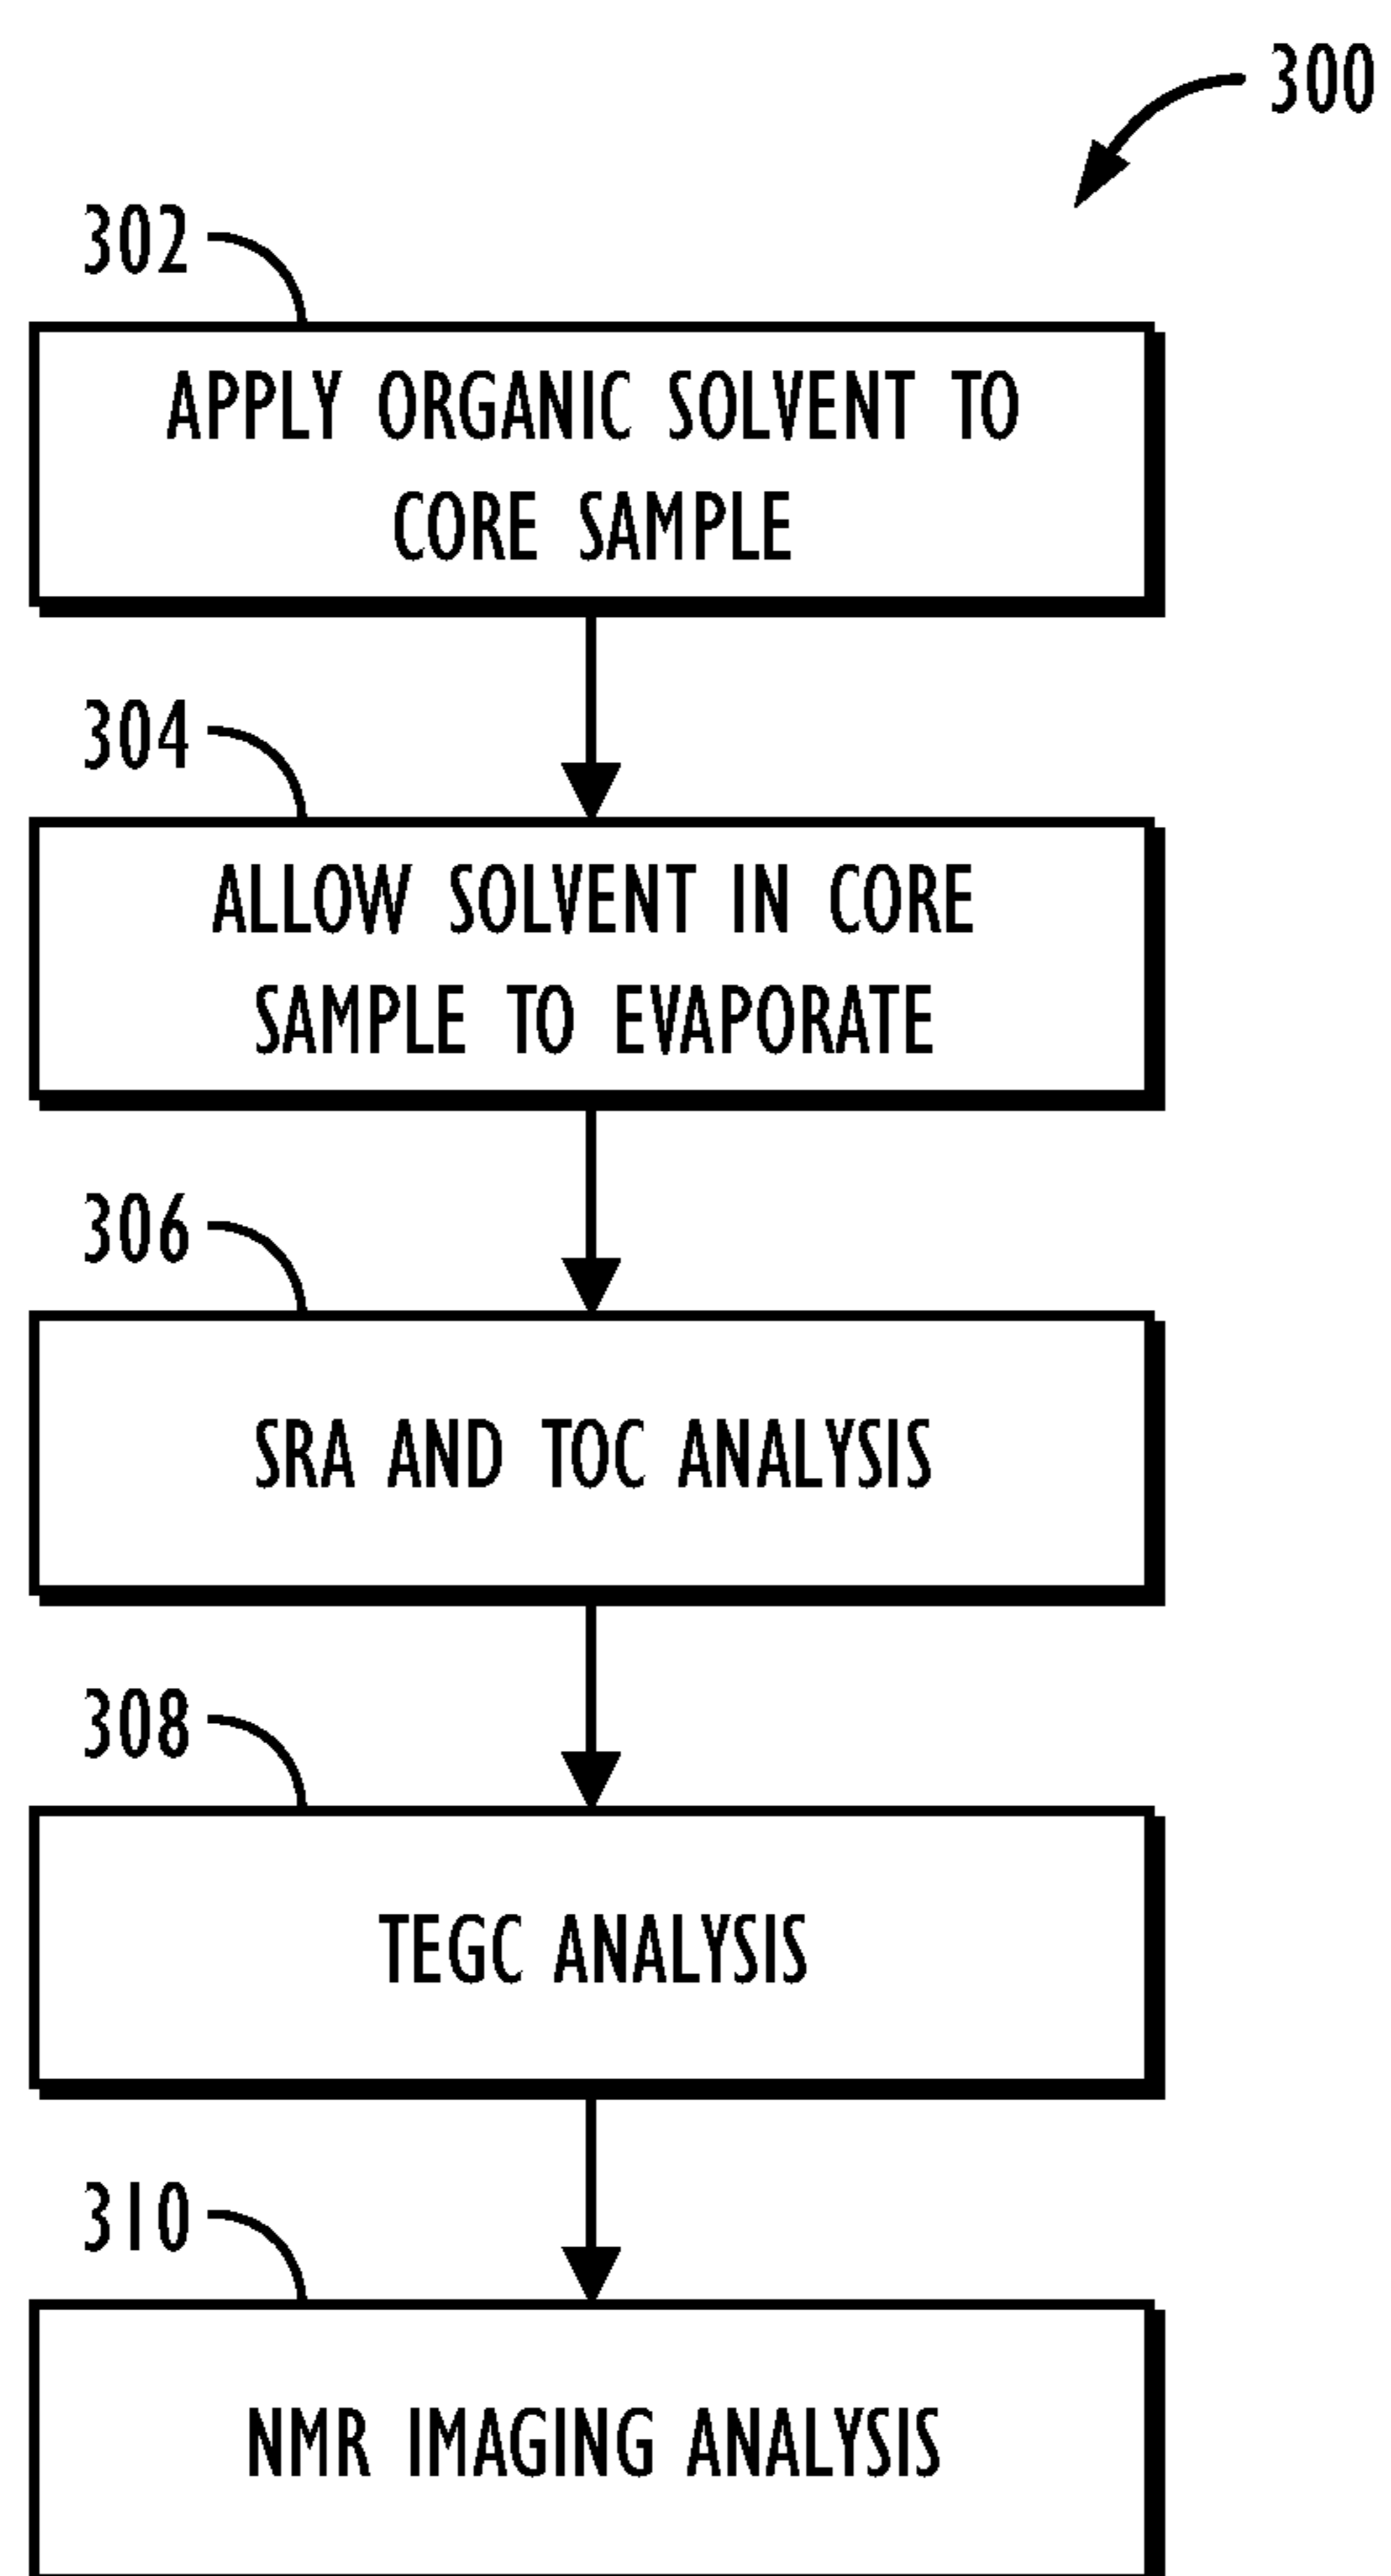 300
302
APPLY ORGANIC SOLVENT TO
CORE SAMPLE
304
ALLOW SOLVENT IN CORE
SAMPLE TO EVAPORATE
306
SRA AND TOC ANALYSIS
308
TEGC ANALYSIS
310
NMR IMAGING ANALYSIS